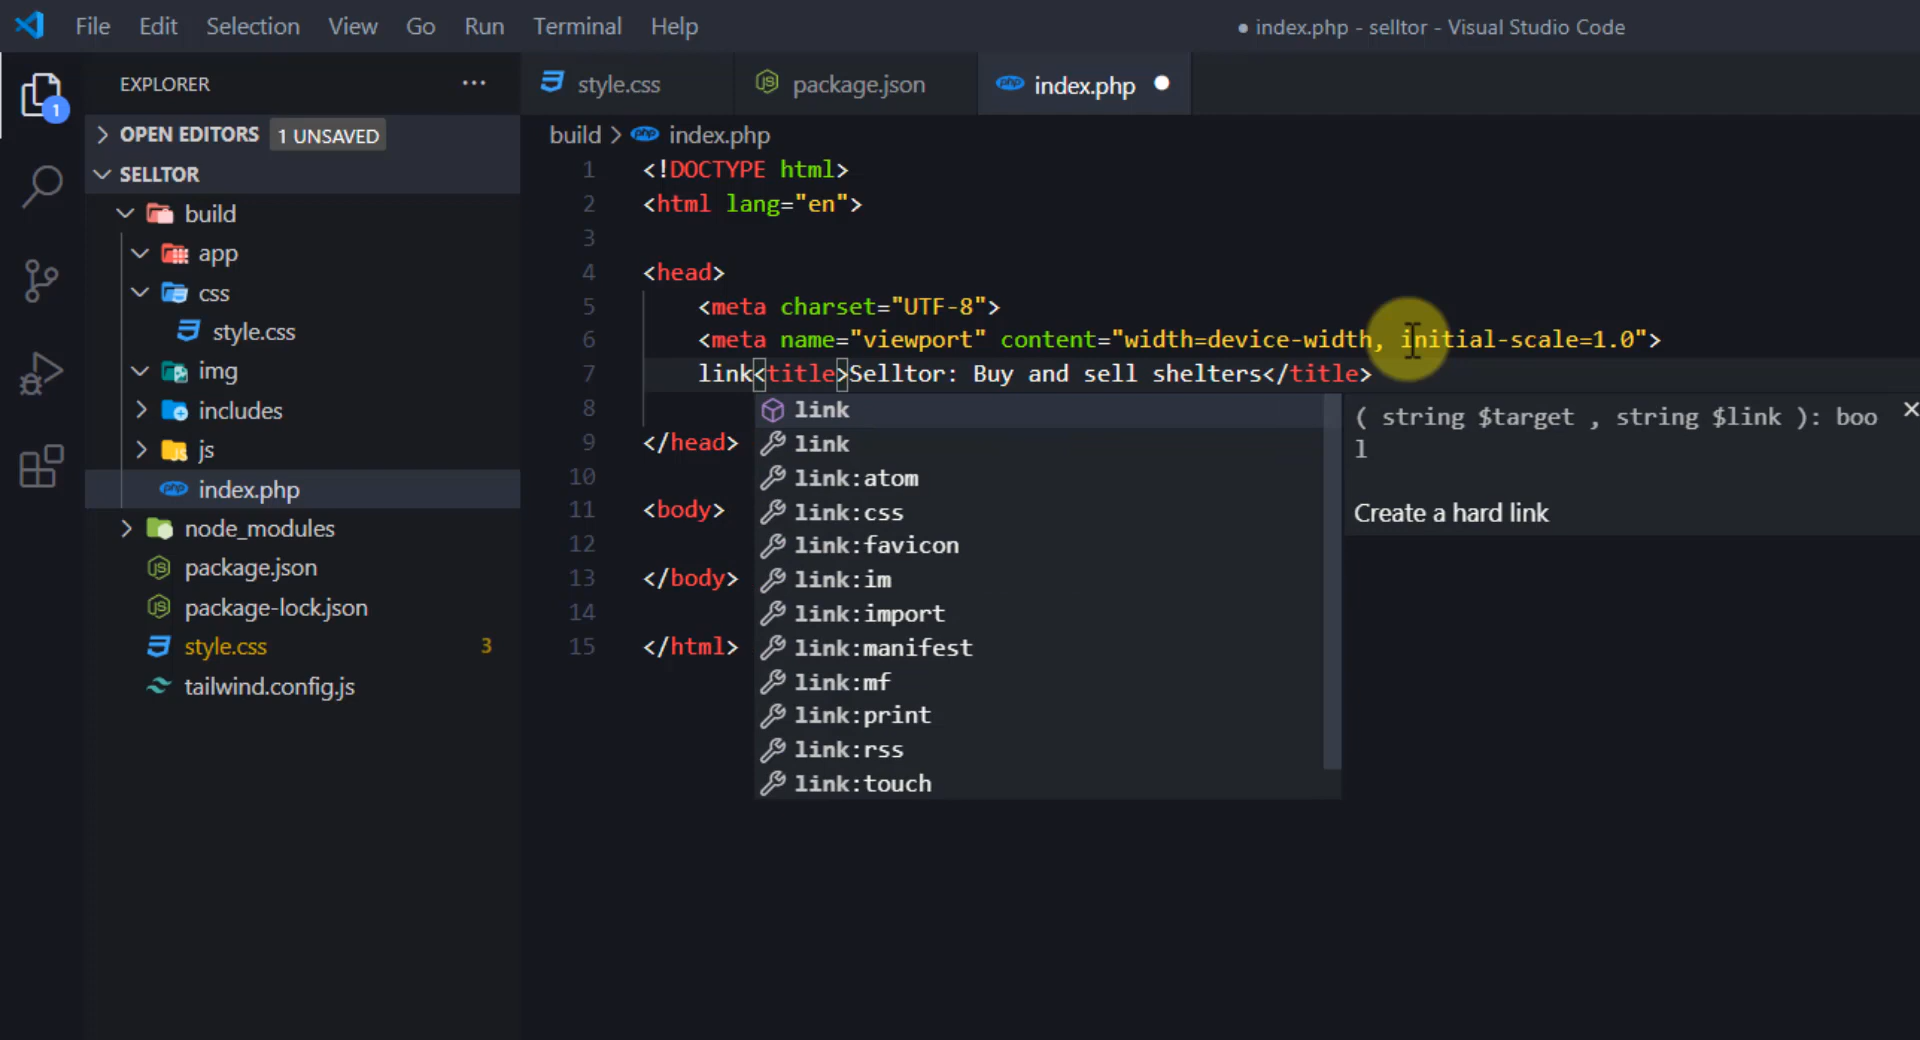 File Edit Selection View Go Run Terminal Help
● index.php - selltor - Visual Studio Code
1
EXPLORER ···
OPEN EDITORS 1 UNSAVED
SELLTOR
build
app
css
style.css
img
includes
js
index.php
node_modules
package.json
package-lock.json
style.css 3
tailwind.config.js
style.css package.json index.php
build > index.php
1 <!DOCTYPE html>
2 <html lang="en">
3
4 <head>
5 <meta charset="UTF-8">
6 <meta name="viewport" content="width=device-width, initial-scale=1.0">
7 link<title>Selltor: Buy and sell shelters</title>
8
9 </head>
10
11 <body>
12
13 </body>
14
15 </html>
link
link
link:atom
link:css
link:favicon
link:im
link:import
link:manifest
link:mf
link:print
link:rss
link:touch
( string $target , string $link ): boo
l
Create a hard link